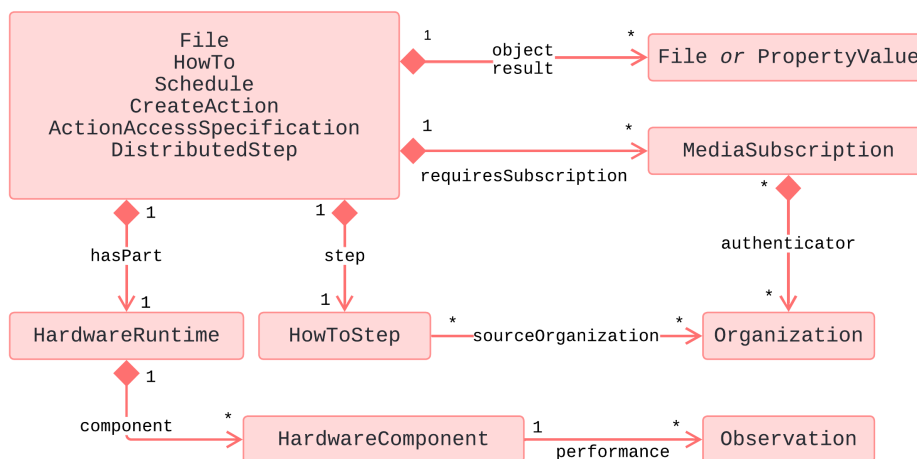 File
HowTo
Schedule
CreateAction
ActionAccessSpecification
DistributedStep
1
object
result
*
File or PropertyValue
1
requiresSubscription
*
MediaSubscription
1
hasPart
1
1
step
1
*
authenticator
*
HardwareRuntime
HowToStep
*
sourceOrganization
*
Organization
1
component
*
HardwareComponent
1
performance
*
Observation